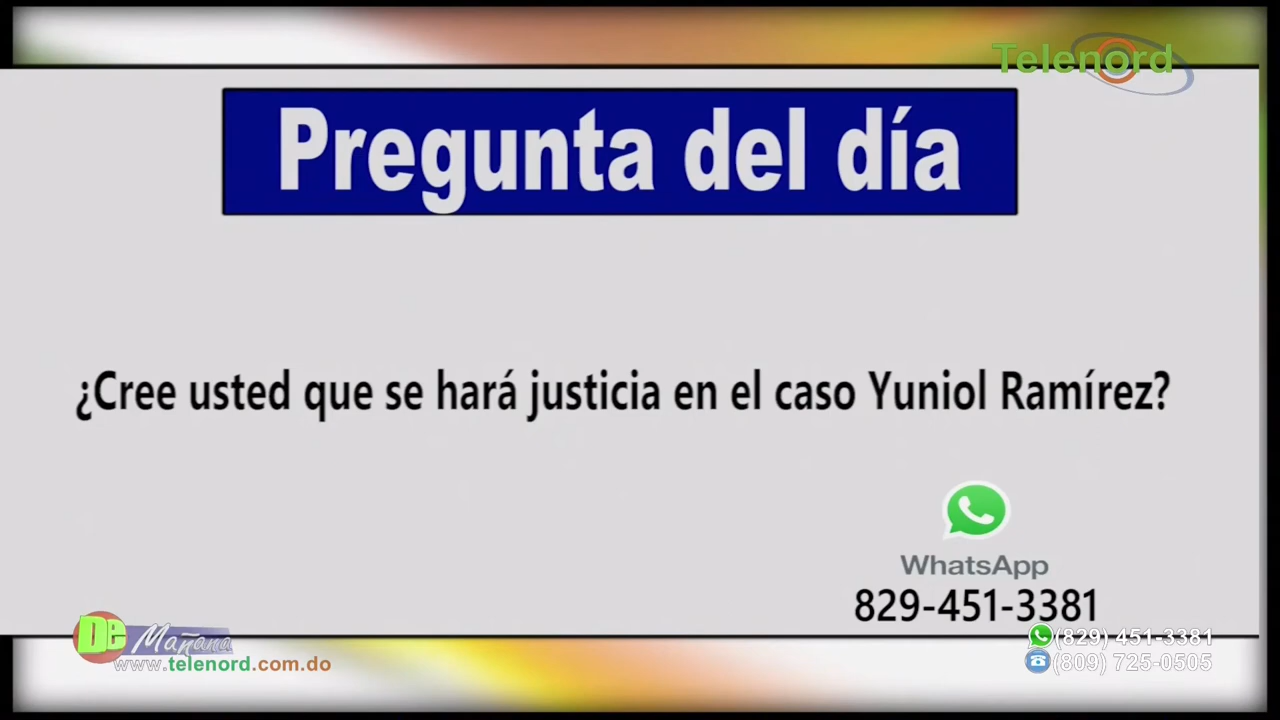 Telenord
Pregunta del día
¿Cree usted que se hará justicia en el caso Yuniol Ramírez?
WhatsApp
829-451-3381
De Mañana
www.telenord.com.do
(829) 451-3381
(809) 725-0505